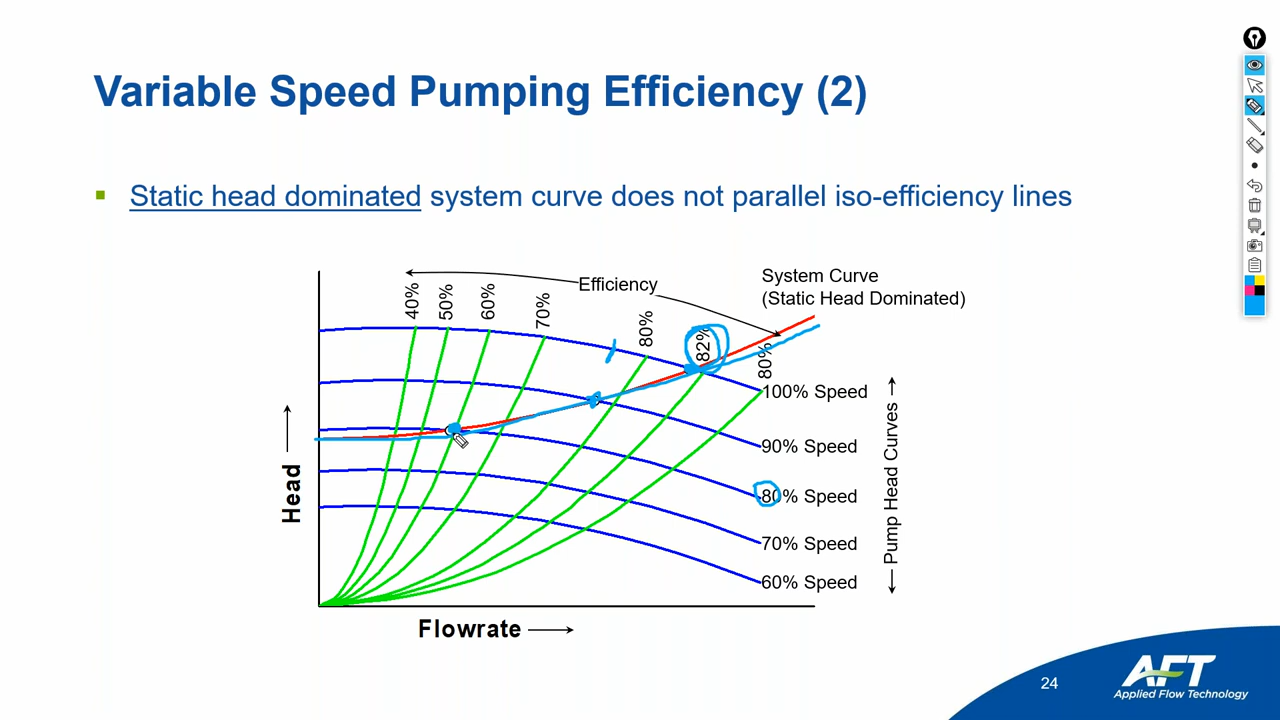 Variable Speed Pumping Efficiency (2)
Static head dominated system curve does not parallel iso-efficiency lines
System Curve
(Static Head Dominated)
Efficiency
40%
50%
60%
70%
80%
82%
80%
100% Speed
90% Speed
80% Speed
70% Speed
60% Speed
Pump Head Curves
Head
Flowrate
24
AFT
Applied Flow Technology